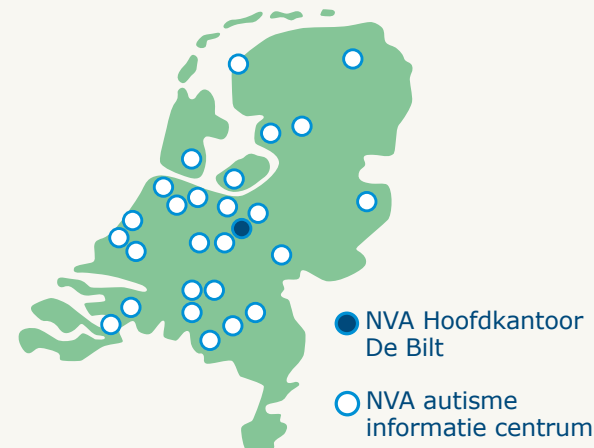 NVA Hoofdkantoor
De Bilt
NVA autisme
informatie centrum